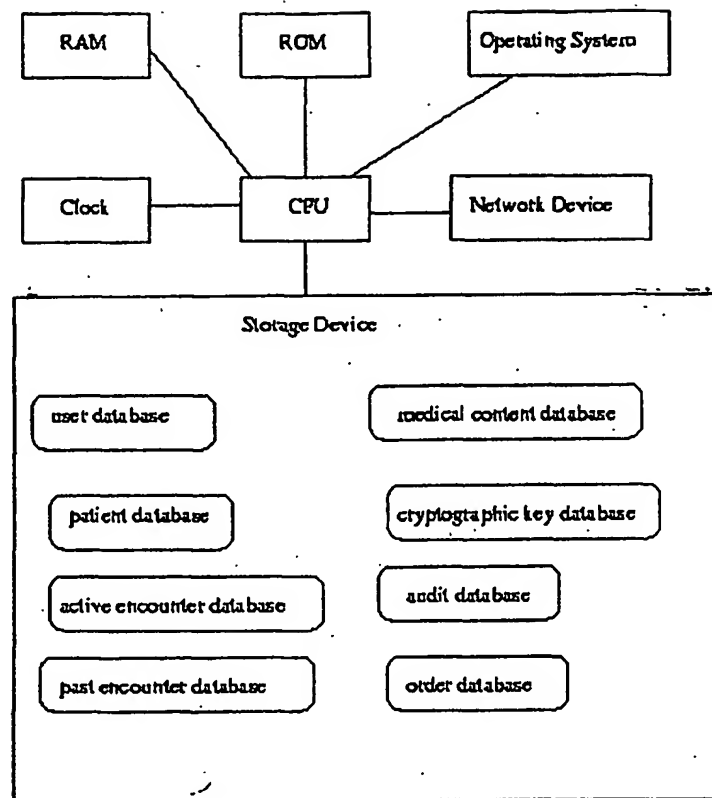 RAM
ROM
Operating System
Clock
CPU
Network Device
Storage Device
user database
medical content database
patient database
cryptographic key database
active encounter database
audit database
past encounter database
order database